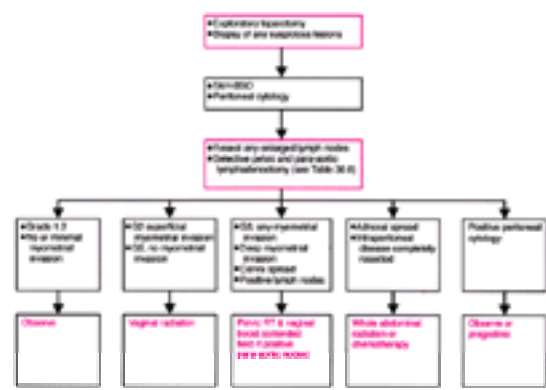 • Exploratory laparotomy
• Biopsy of any suspicious lesions
• TAH-BSO
• Peritoneal cytology
• Resect any enlarged lymph nodes
• Selective pelvic and para-aortic
lymphadenectomy (see Table 36.8)
• Grade 1, 2
• No or minimal
myometrial
invasion
• G2 superficial
myometrial invasion
• G3, no myometrial
invasion
• G3, any myometrial
invasion
• Deep myometrial
invasion
• Cervix spread
• Positive lymph nodes
• Adnexal spread
• Intraperitoneal
disease completely
resected
Positive peritoneal
cytology
Observe
Vaginal radiation
Pelvic RT & vaginal
boost (extended
field if positive
para-aortic nodes)
Whole abdominal
radiation or
chemotherapy
Observe or
progestins